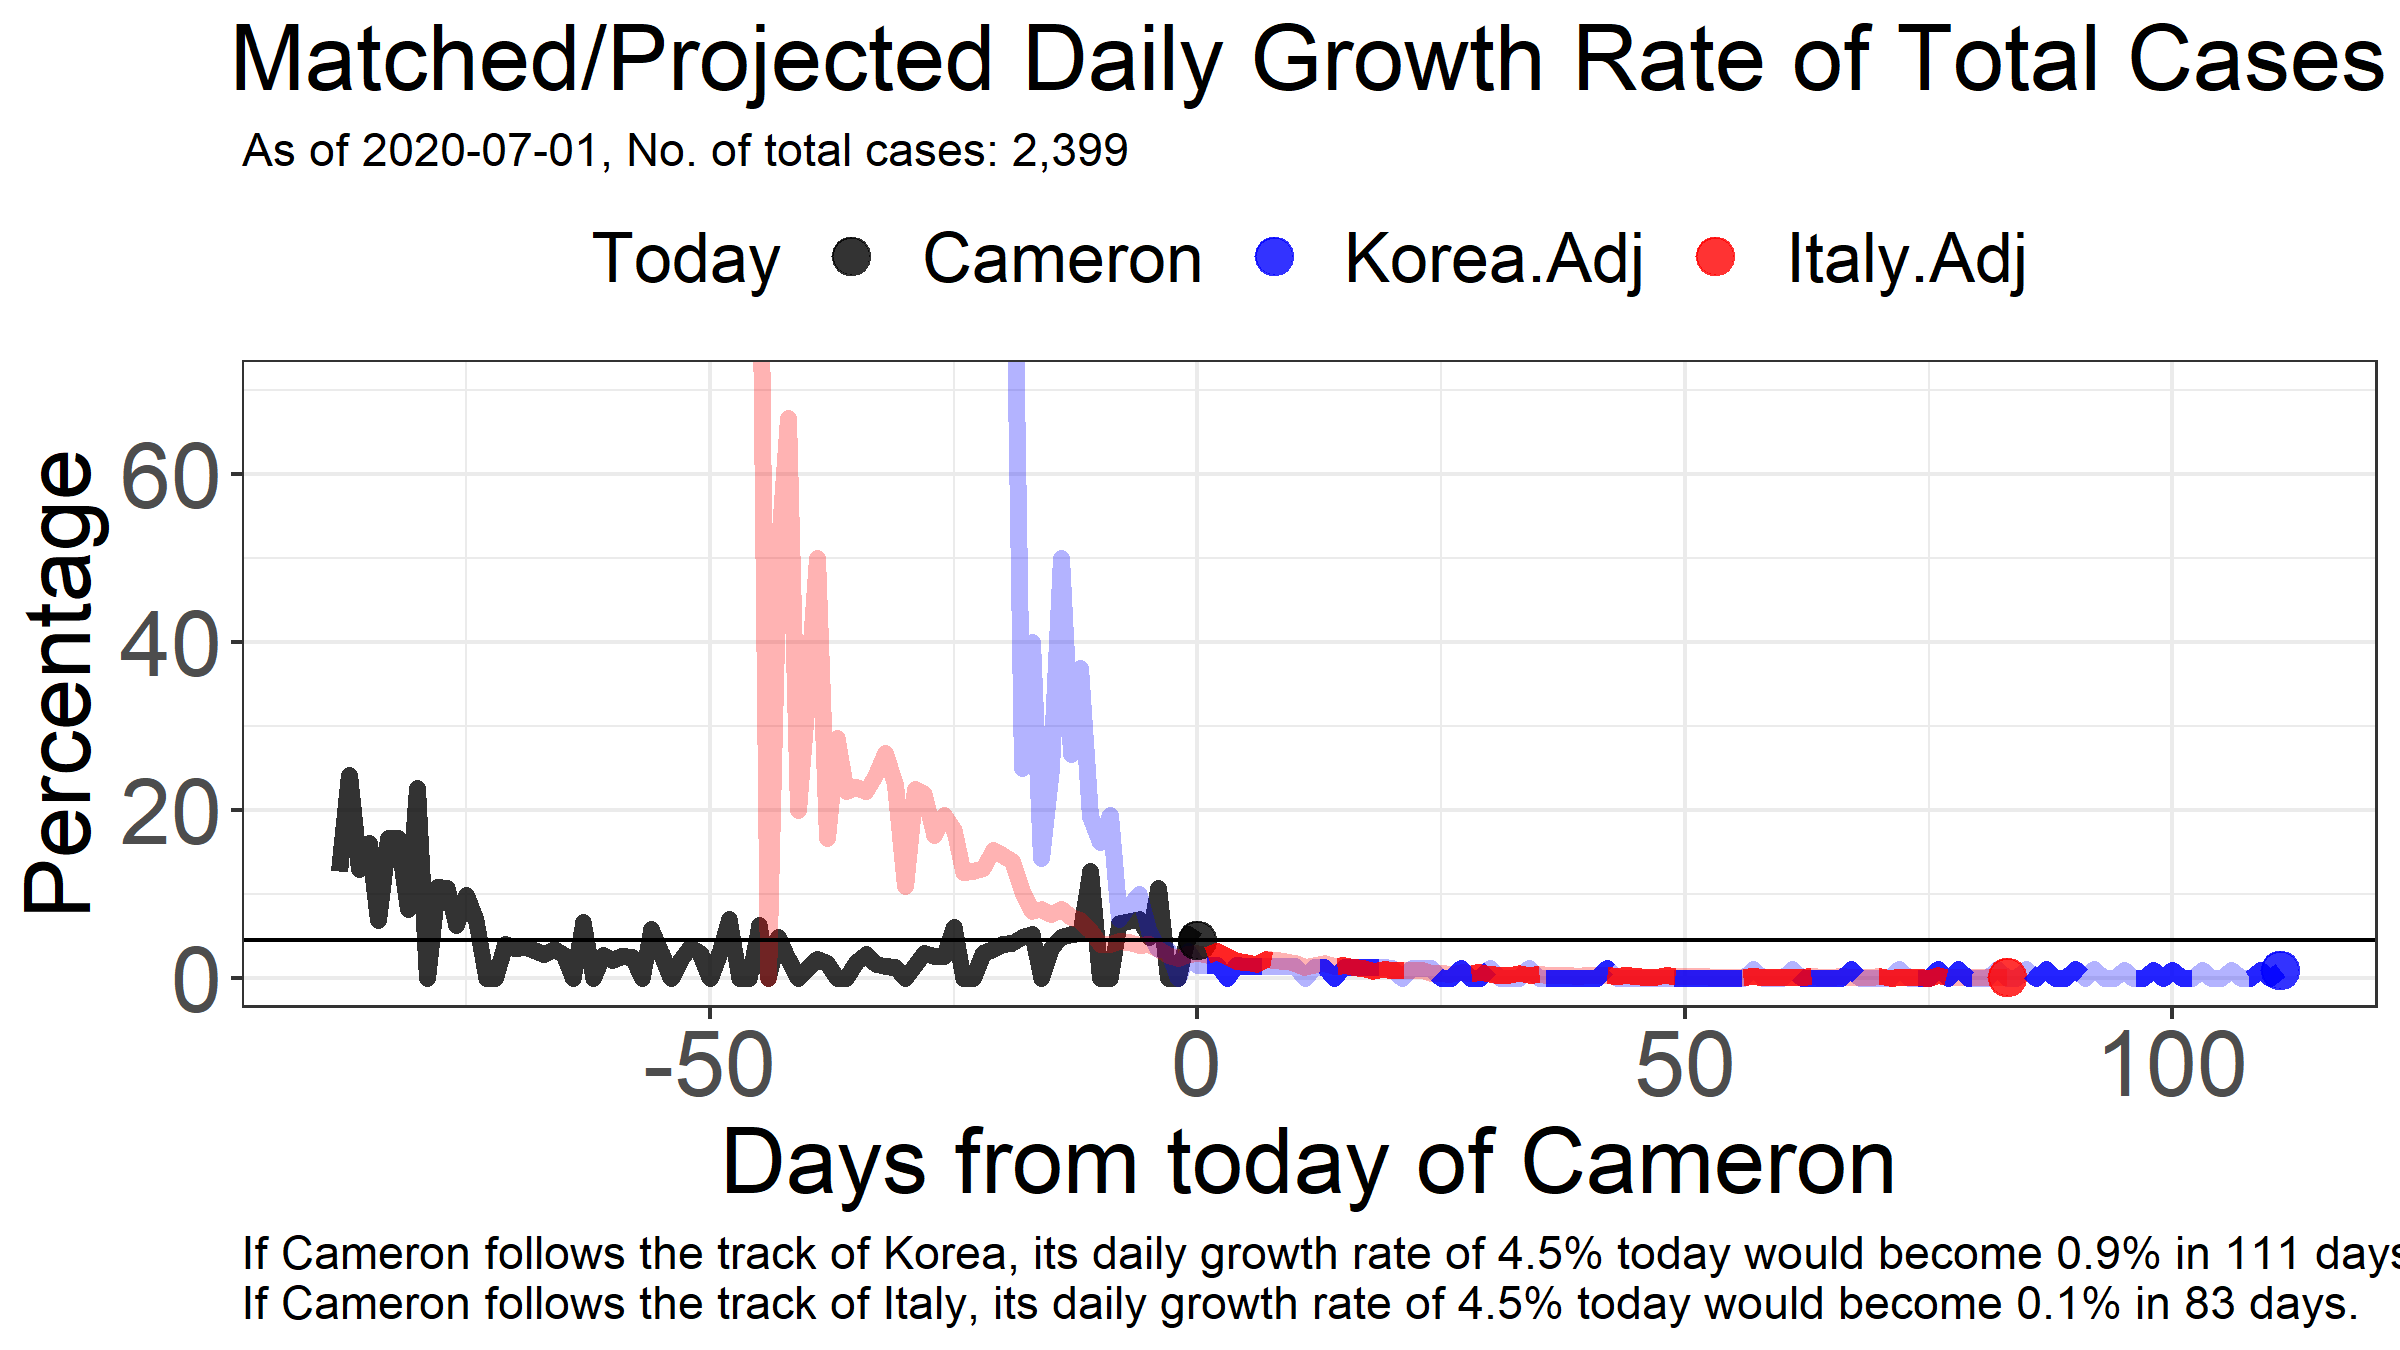 Matched/Projected Daily Growth Rate of Total Cases
As of 2020-07-01, No. of total cases: 2,399
Today Cameron Korea.Adj Italy.Adj
Percentage
60
40
20
0
-50 0 50 100
Days from today of Cameron
If Cameron follows the track of Korea, its daily growth rate of 4.5% today would become 0.9% in 111 days
If Cameron follows the track of Italy, its daily growth rate of 4.5% today would become 0.1% in 83 days.